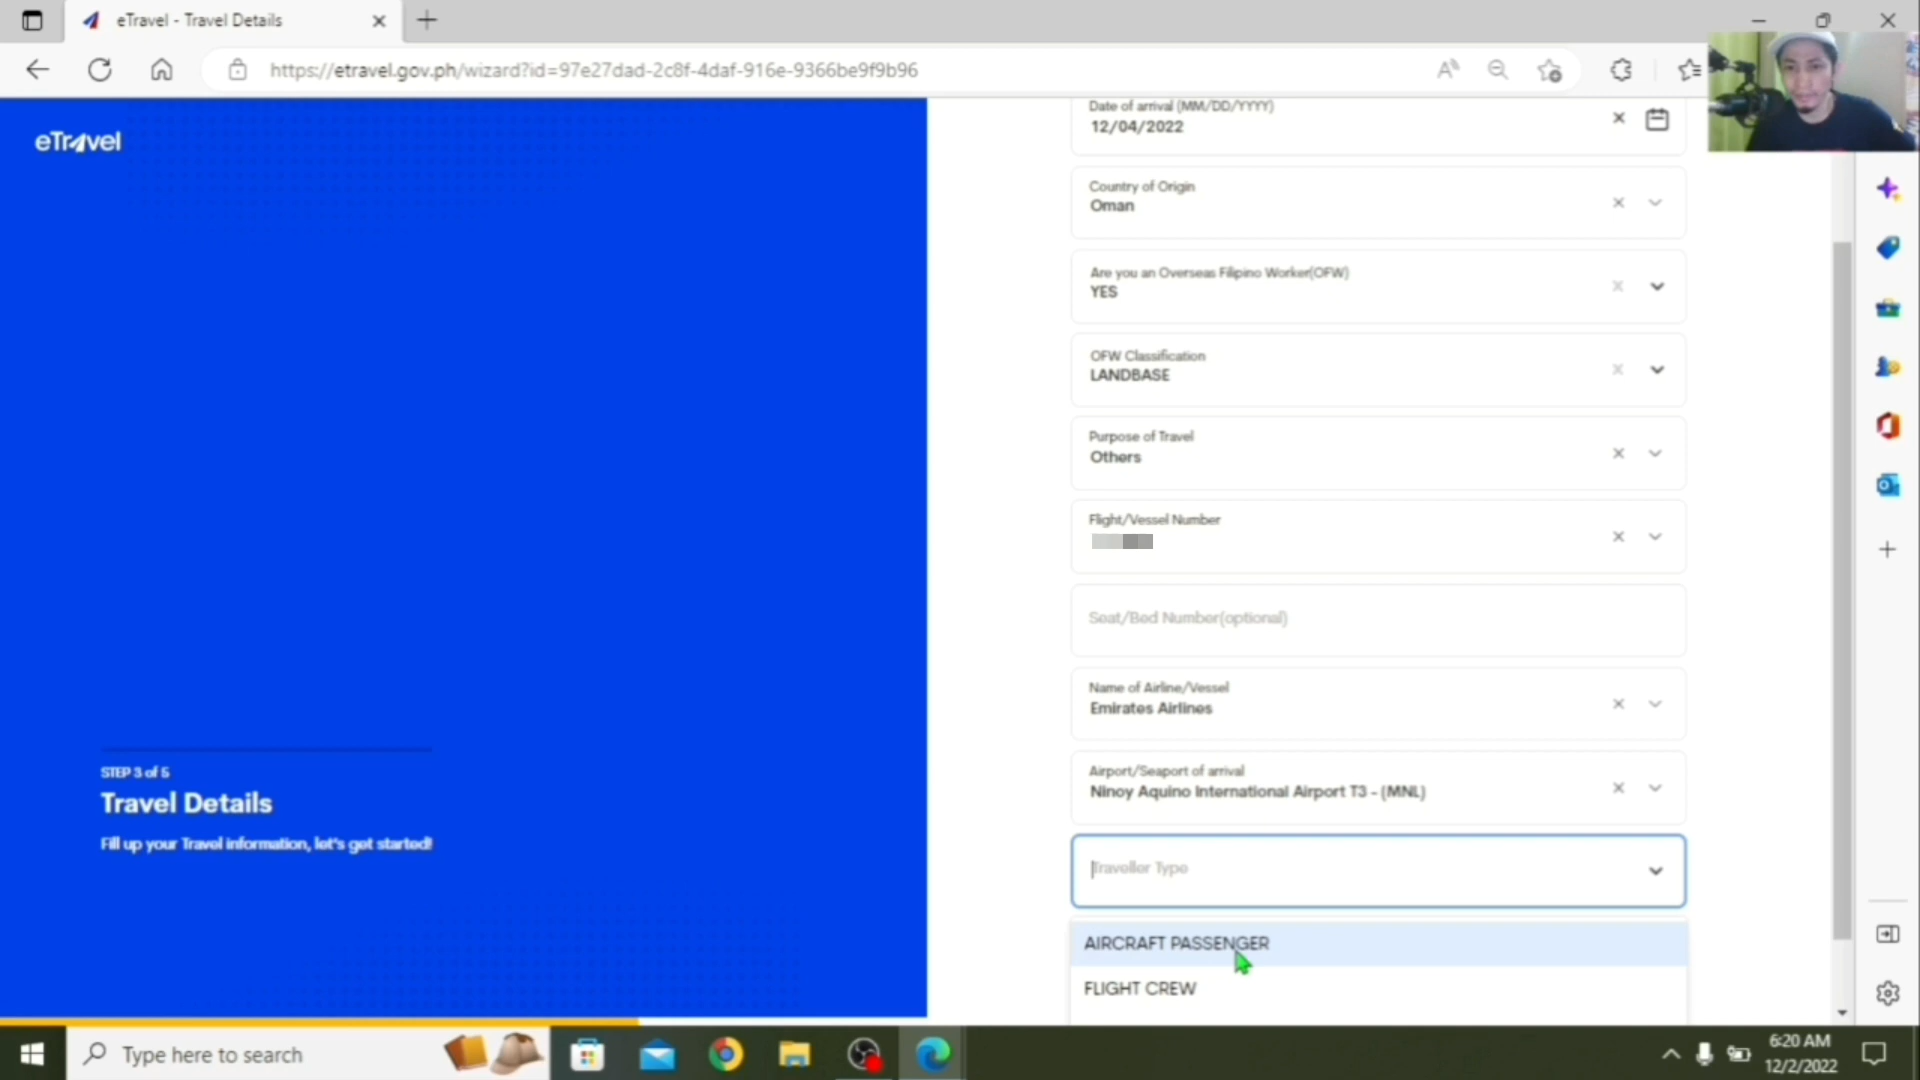 eTravel - Travel Details
https://etravel.gov.ph/wizard?id=97e27dad-2c8f-4daf-916e-9366be9f9b96
eTravel
Date of arrival (MM/DD/YYYY)
12/04/2022
Country of Origin
Oman
Are you an Overseas Filipino Worker(OFW)
YES
OFW Classification
LANDBASE
Purpose of Travel
Others
Flight/Vessel Number
Seat/Bed Number(optional)
Name of Airline/Vessel
Emirates Airlines
Airport/Seaport of arrival
Ninoy Aquino International Airport T3 - (MNL)
Traveller Type
AIRCRAFT PASSENGER
FLIGHT CREW
STEP 3 of 5
Travel Details
Fill up your Travel information, let's get started!
Type here to search
6:20 AM
12/2/2022